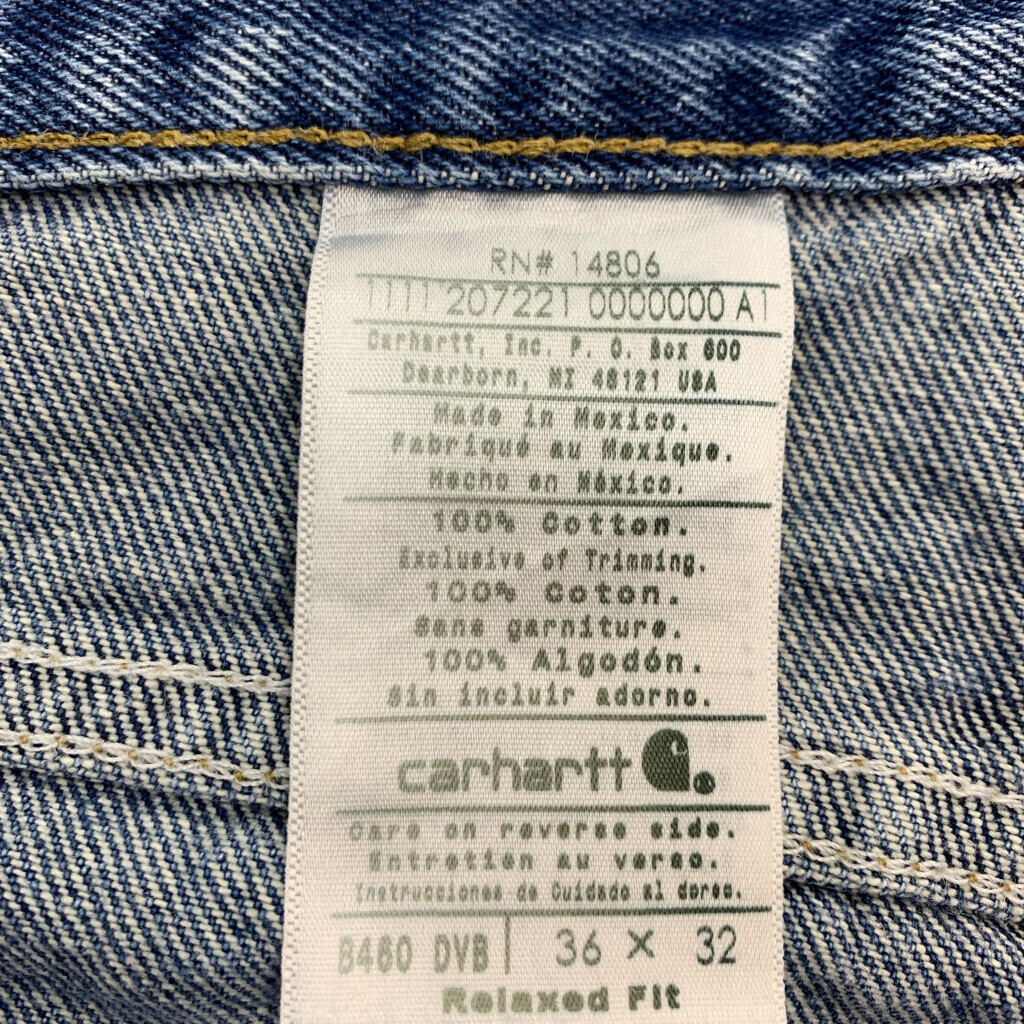 RN# 14806
1111 207221 0000000 A1
Carhartt, Inc. P. O. Box 600
Dearborn, MI 48121 USA
Made in Mexico.
Fabriqué au Mexique.
Hecho en México.
100% Cotton.
Exclusive of Trimming.
100% Coton.
Sans garniture.
100% Algodón.
Sin incluir adorno.
carhartt
Care on reverse side.
Entretien au verso.
Instrucciones de Cuidado al dorso.
B460 DVB 36 X 32
Relaxed Fit